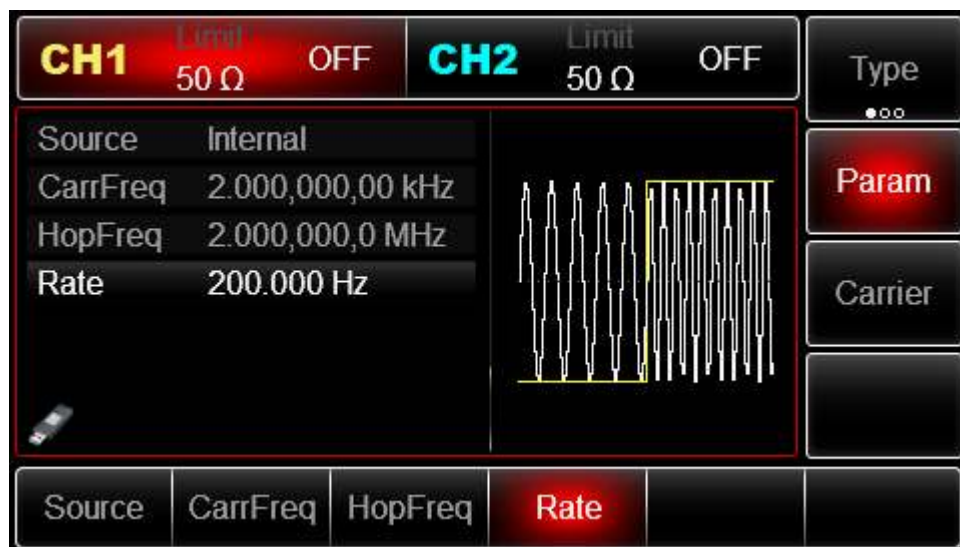 CH1 Limit 50 Ω OFF
CH2 Limit 50 Ω OFF
Type
Source Internal
CarrFreq 2.000,000,00 kHz
HopFreq 2.000,000,0 MHz
Rate 200.000 Hz
Param
Carrier
Source CarrFreq HopFreq Rate